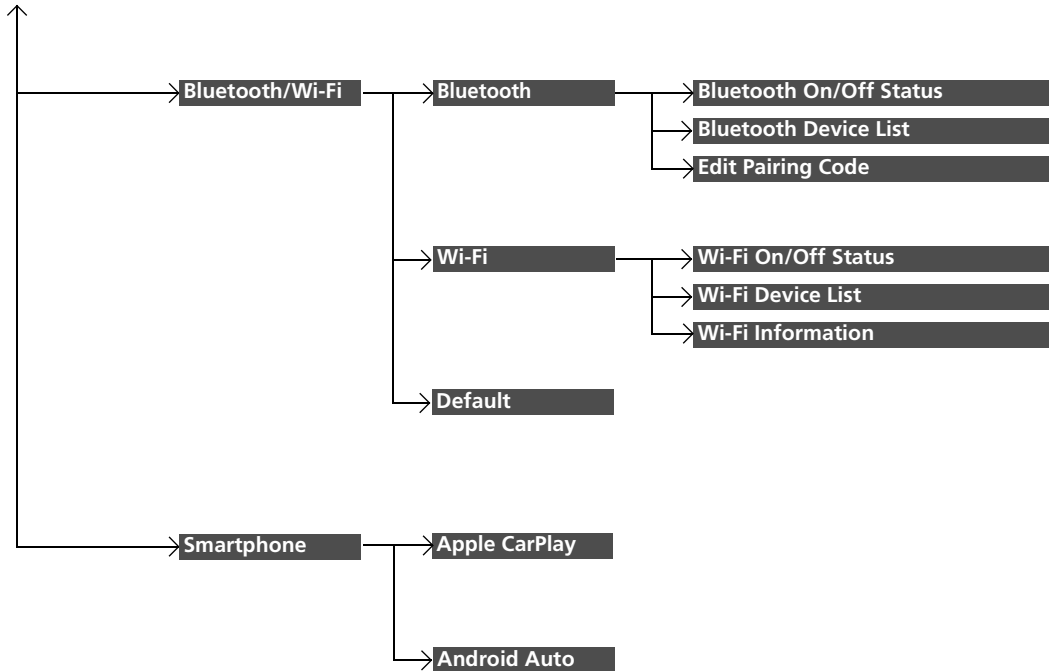 Bluetooth/Wi-Fi
Bluetooth
Bluetooth On/Off Status
Bluetooth Device List
Edit Pairing Code
Wi-Fi
Wi-Fi On/Off Status
Wi-Fi Device List
Wi-Fi Information
Default
Smartphone
Apple CarPlay
Android Auto